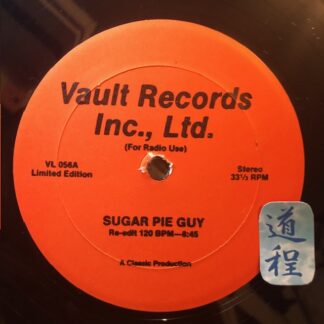 Vault Records
Inc., Ltd.
(For Radio Use)
VL 056A
Limited Edition
Stereo
33⅓ RPM
SUGAR PIE GUY
Re-edit 120 BPM—8:45
A Classic Production
道程